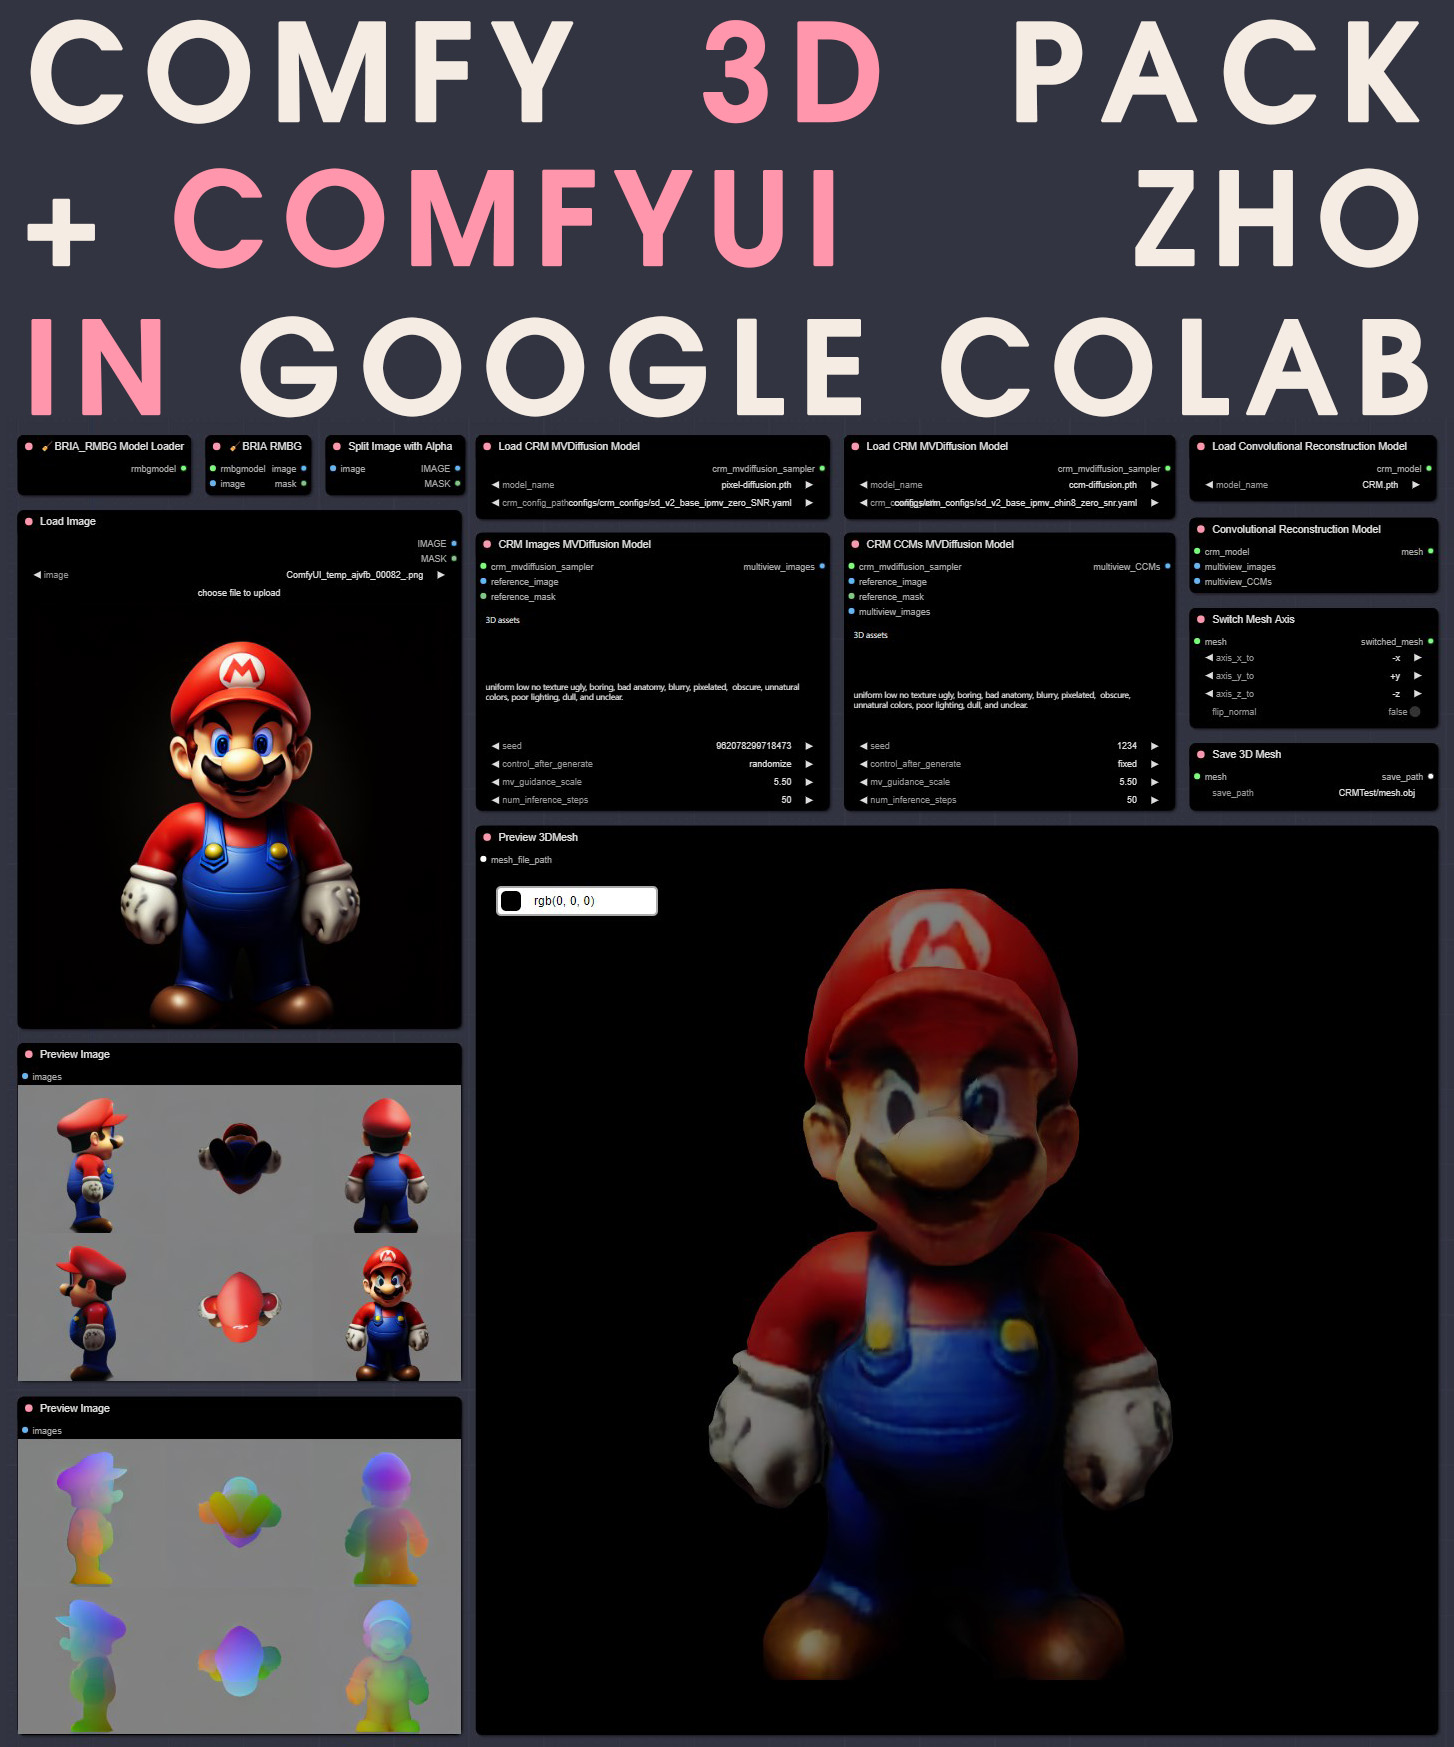 COMFY 3D PACK
+ COMFYUI ZHO
IN GOOGLE COLAB
BRIA_RMBG Model Loader
rmbgmodel
BRIA RMBG
rmbgmodel image
image mask
Split Image with Alpha
image IMAGE
MASK
Load CRM MVDiffusion Model
crm_mvdiffusion_sampler
model_name pixel-diffusion.pth
crm_config_path configs/crm_configs/sd_v2_base_ipmv_zero_SNR.yaml
Load CRM MVDiffusion Model
crm_mvdiffusion_sampler
model_name ccm-diffusion.pth
configs/crm_configs/sd_v2_base_ipmv_chin8_zero_snr.yaml
Load Convolutional Reconstruction Model
crm_model
model_name CRM.pth
Load Image
IMAGE
MASK
image ComfyUI_temp_ajvfb_00082_.png
choose file to upload
M
CRM Images MVDiffusion Model
crm_mvdiffusion_sampler multiview_images
reference_image
reference_mask
3D assets
uniform low no texture ugly, boring, bad anatomy, blurry, pixelated, obscure, unnatural
colors, poor lighting, dull, and unclear.
seed 962078299718473
control_after_generate randomize
mv_guidance_scale 5.50
num_inference_steps 50
CRM CCMs MVDiffusion Model
crm_mvdiffusion_sampler multiview_CCMs
reference_image
reference_mask
multiview_images
3D assets
uniform low no texture ugly, boring, bad anatomy, blurry, pixelated, obscure,
unnatural colors, poor lighting, dull, and unclear.
seed 1234
control_after_generate fixed
mv_guidance_scale 5.50
num_inference_steps 50
Convolutional Reconstruction Model
crm_model mesh
multiview_images
multiview_CCMs
Switch Mesh Axis
mesh switched_mesh
axis_x_to -x
axis_y_to +y
axis_z_to -z
flip_normal false
Save 3D Mesh
mesh save_path
save_path CRMTest/mesh.obj
Preview 3DMesh
mesh_file_path
rgb(0, 0, 0)
M
Preview Image
images
M
Preview Image
images